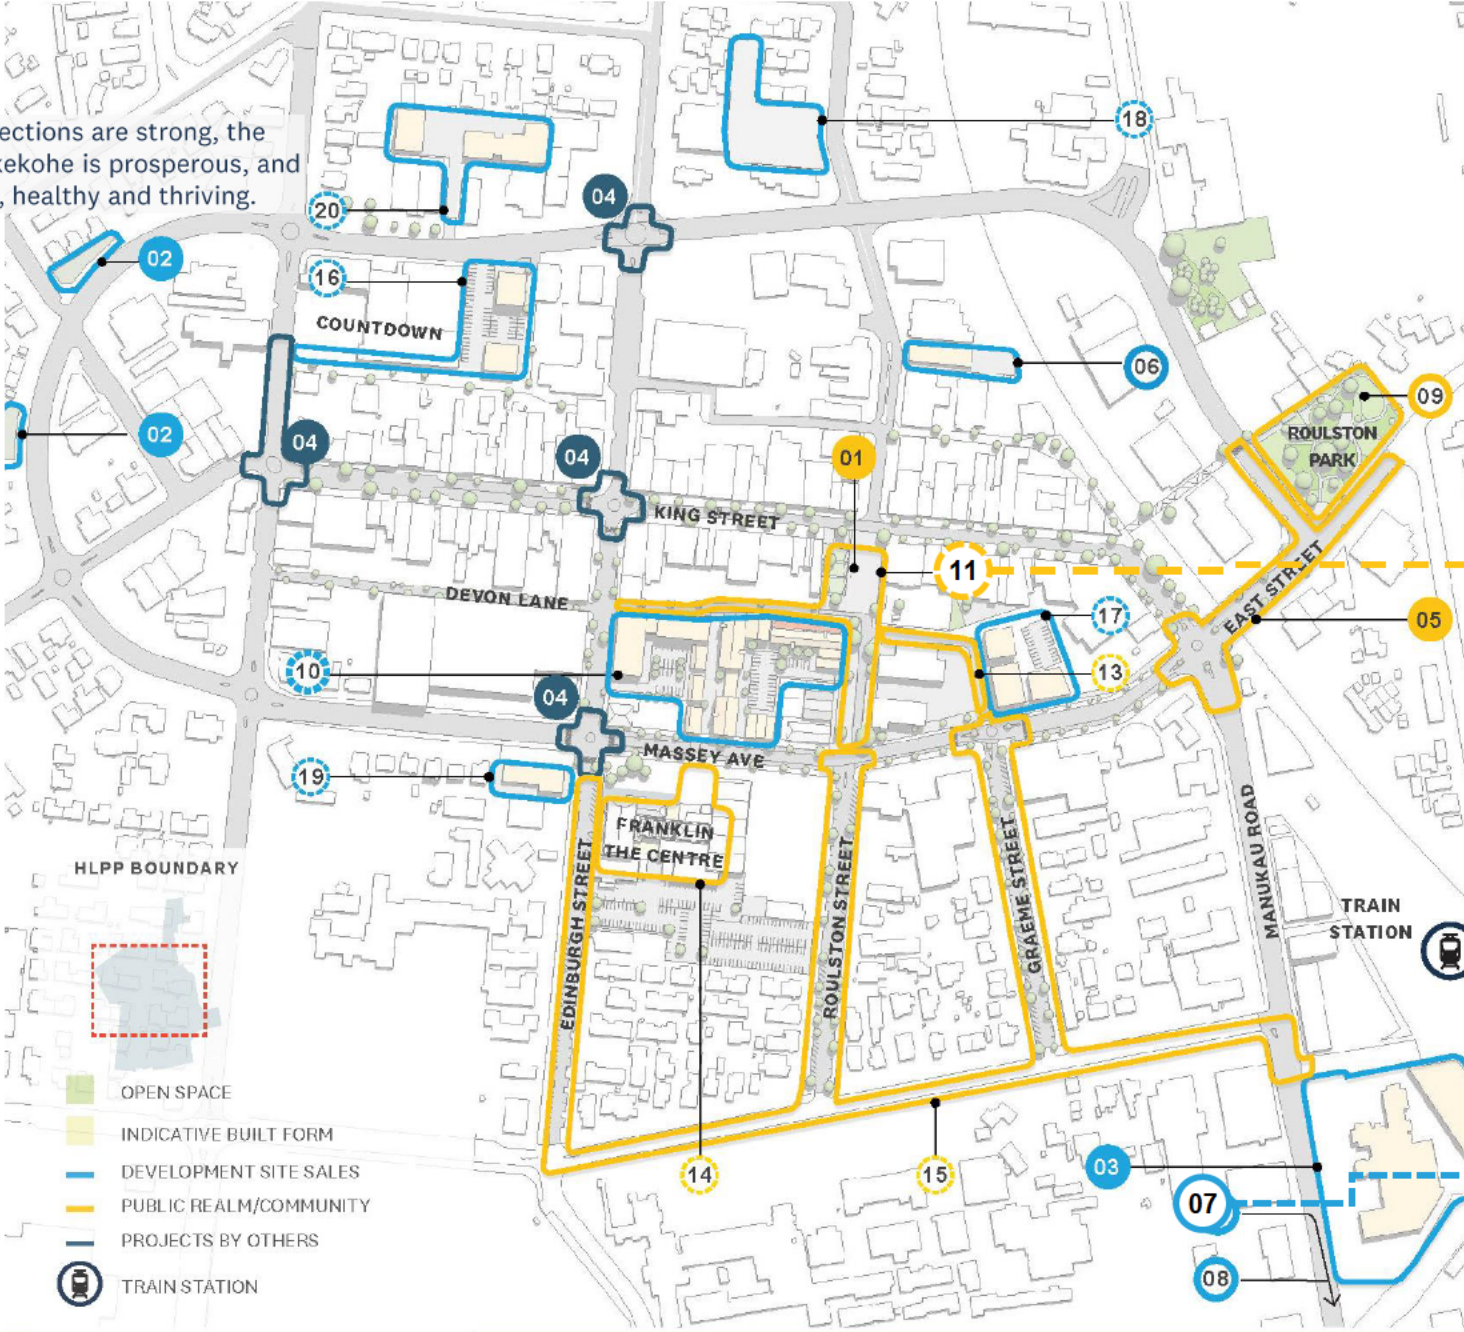 ections are strong, the
kekohe is prosperous, and
, healthy and thriving.
18
20
04
02
16
COUNTDOWN
06
09
ROULSTON
PARK
02
04
04
01
KING STREET
11
EAST STREET
DEVON LANE
17
05
10
13
04
MASSEY AVE
19
FRANKLIN
THE CENTRE
EDINBURGH STREET
ROULSTON STREET
GRAEME STREET
MANUKAU ROAD
HLPP BOUNDARY
TRAIN
STATION
OPEN SPACE
INDICATIVE BUILT FORM
DEVELOPMENT SITE SALES
PUBLIC REALM/COMMUNITY
PROJECTS BY OTHERS
TRAIN STATION
14
15
03
07
08